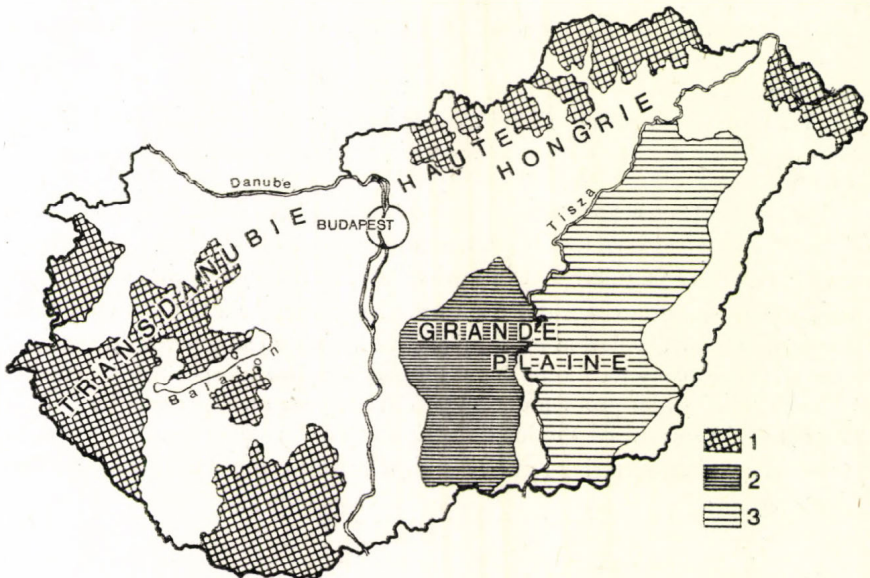 HAUTE
HONGRIE
Danube
BUDAPEST
TRANSDANUBIE
Tisza
Balaton
GRANDE
PLAINE
1
2
3